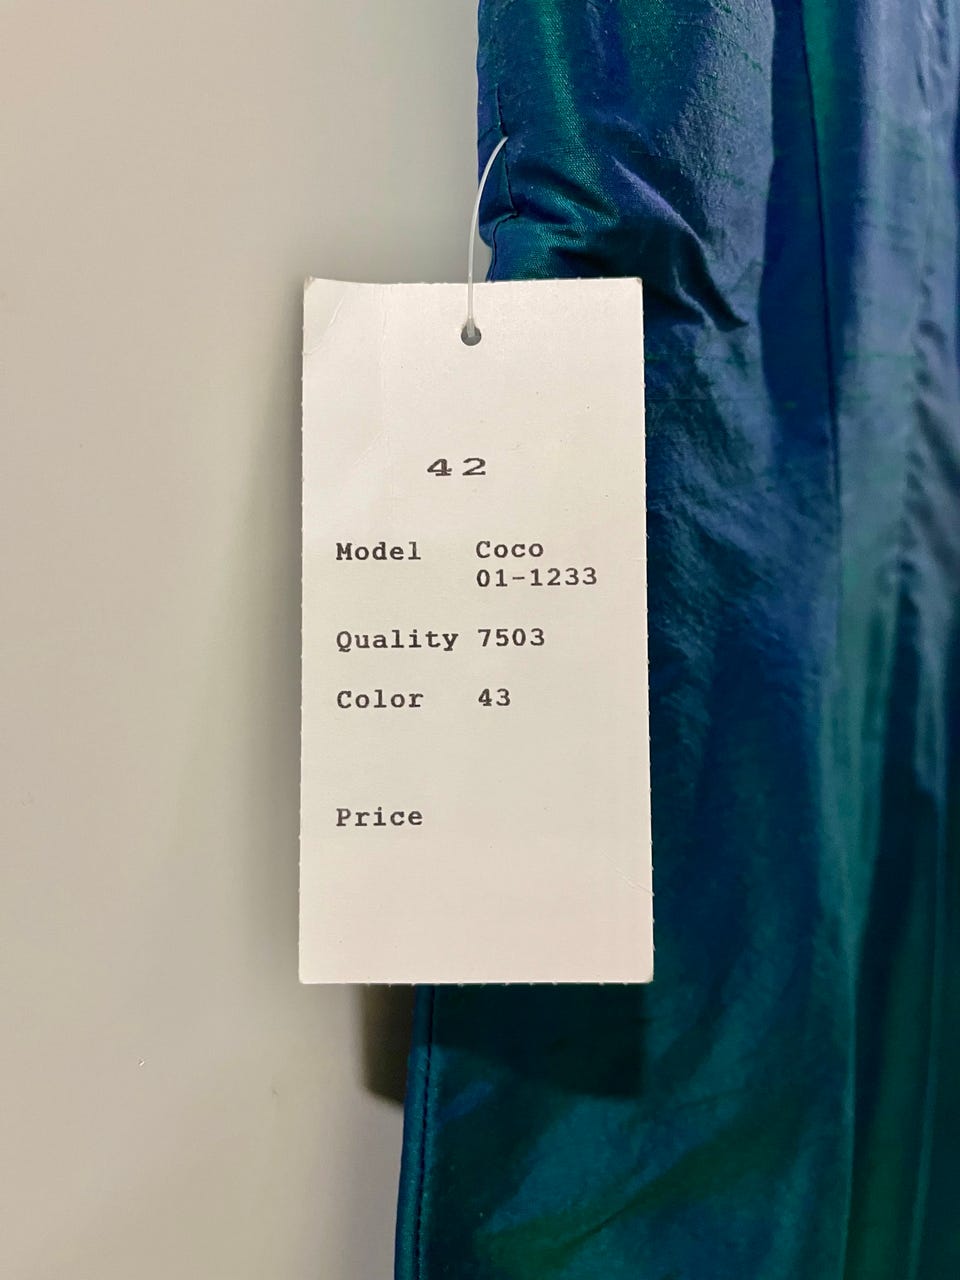 42
Model Coco
01-1233
Quality 7503
Color 43
Price